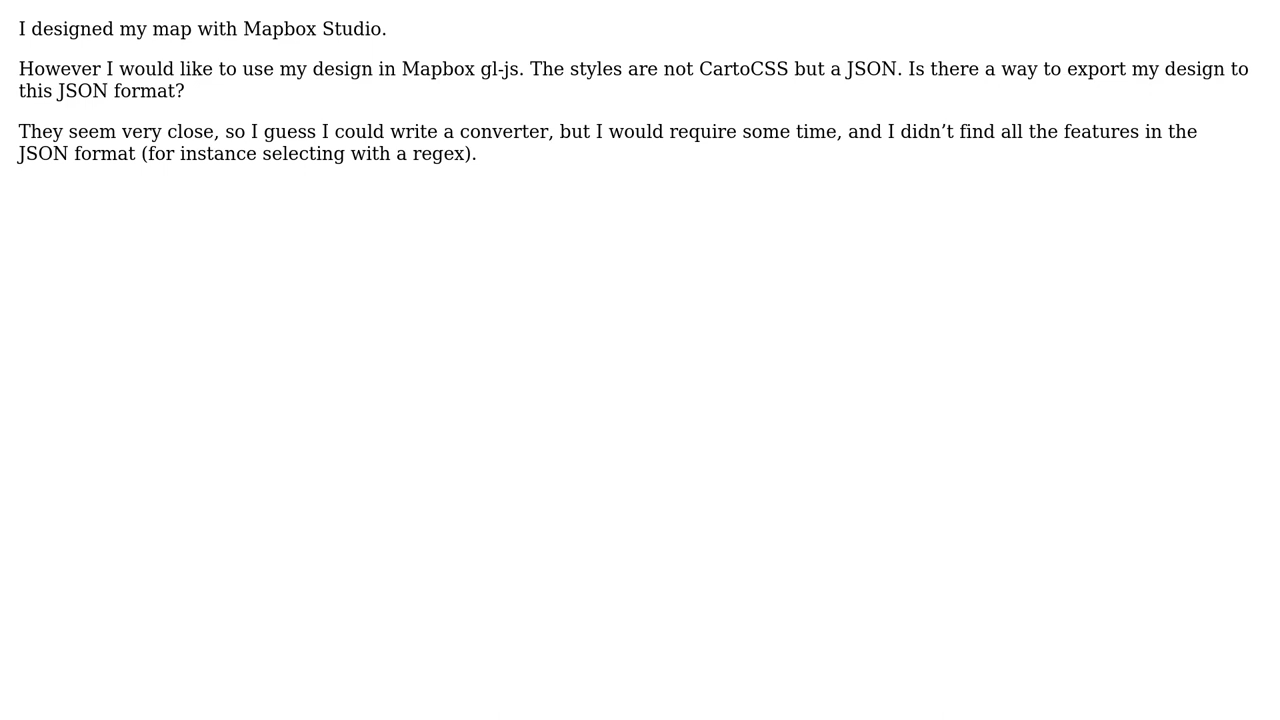 I designed my map with Mapbox Studio.
However I would like to use my design in Mapbox gl-js. The styles are not CartoCSS but a JSON. Is there a way to export my design to
this JSON format?
They seem very close, so I guess I could write a converter, but I would require some time, and I didn’t find all the features in the
JSON format (for instance selecting with a regex).